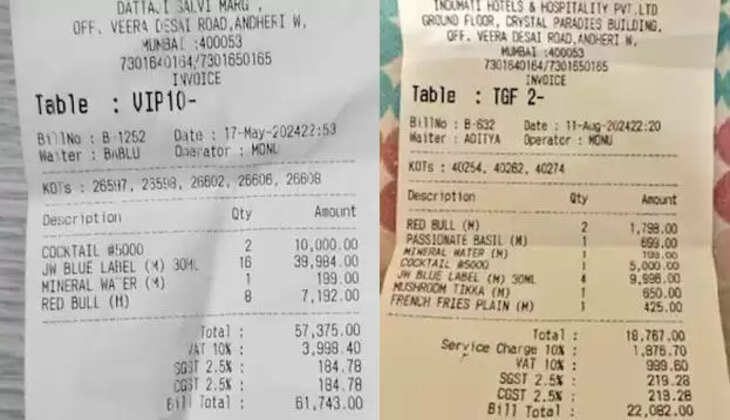 DATTAJI SALVI MARG ,
OFF. VEERA DESAI ROAD,ANDHERI W,
MUMBAI :400053
7301640164/7301650165
INVOICE
Table : VIP10-
BillNo : B-1252 Date : 17-May-202422:53
Waiter : BABLU Operator : MONU
KOTs : 26597, 26598, 26602, 26606, 26608
Description Qty Amount
COCKTAIL @5000 2 10,000.00
JW BLUE LABEL (M) 30ML 16 39,984.00
MINERAL WATER (M) 1 199.00
RED BULL (M) 8 7,192.00
Total : 57,375.00
VAT 10% : 3,998.40
SGST 2.5% : 184.78
CGST 2.5% : 184.78
Bill Total : 61,743.00
INDUMATI HOTELS & HOSPITALITY PVT.LTD
GROUND FLOOR, CRYSTAL PARADIES BUILDING,
OFF. VEERA DESAI ROAD,ANDHERI W,
MUMBAI :400053
7301640164/7301650165
INVOICE
Table : TGF 2-
BillNo : B-632 Date : 11-Aug-202422:20
Waiter : ADITYA Operator : MONU
KOTs : 40254, 40262, 40274
Description Qty Amount
RED BULL (M) 2 1,798.00
PASSIONATE BASIL (M) 1 699.00
MINERAL WATER (M) 1 199.00
COCKTAIL @5000 1 5,000.00
JW BLUE LABEL (M) 30ML 4 9,996.00
MUSHROOM TIKKA (M) 1 650.00
FRENCH FRIES PLAIN (M) 1 425.00
Total : 18,767.00
Service Charge 10% : 1,876.70
VAT 10% : 999.60
SGST 2.5% : 219.28
CGST 2.5% : 219.28
Bill Total : 22,082.00